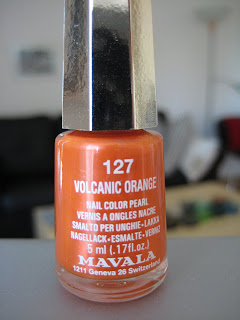 127
VOLCANIC ORANGE
NAIL COLOR PEARL
VERNIS A ONGLES NACRE
SMALTO PER UNGHIE•LAKKA
NAGELLACK•ESMALTE•VERNIZ
5 ml (.17fl.oz)
MAVALA
1211 Geneva 26 Switzerland